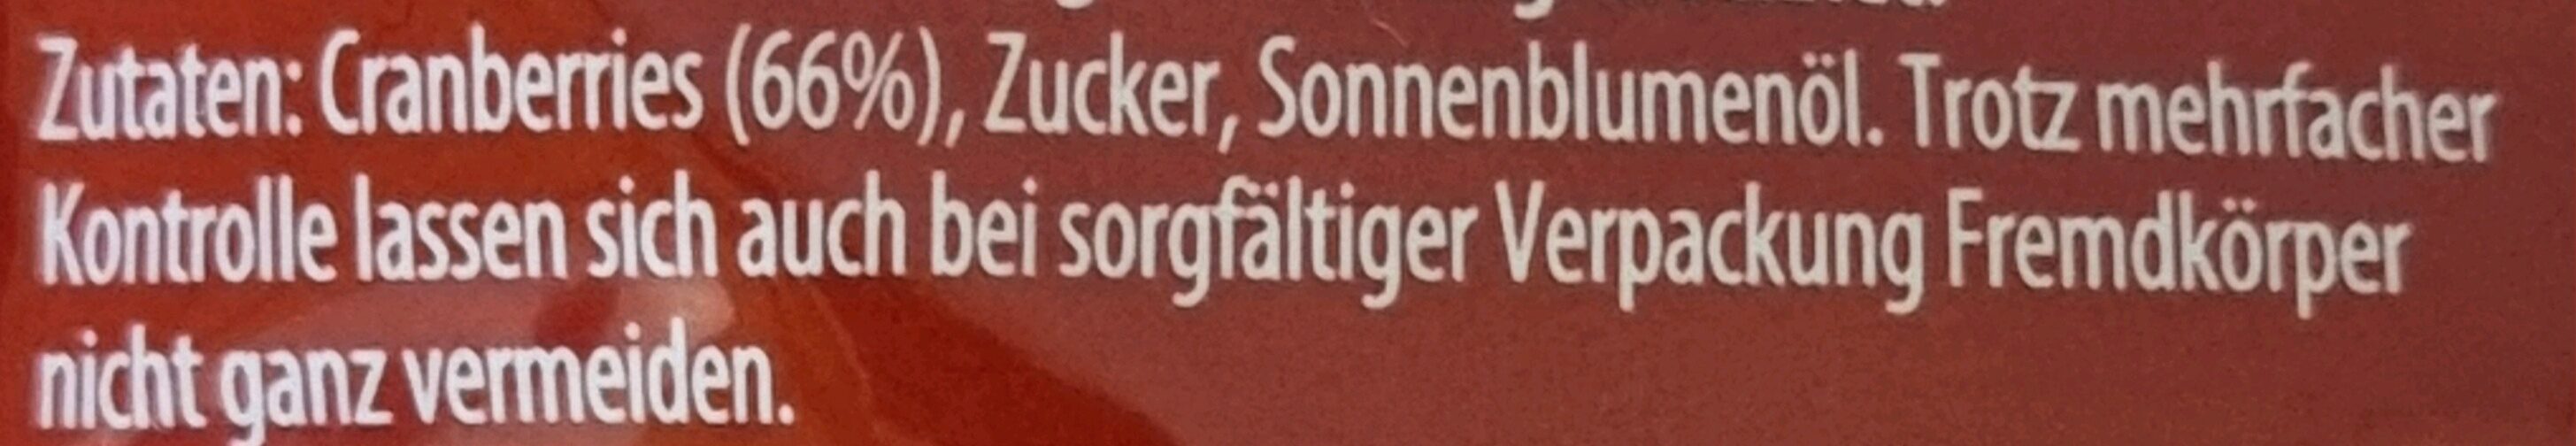 Zutaten: Cranberries (66%), Zucker, Sonnenblumenöl. Trotz mehrfacher
Kontrolle lassen sich auch bei sorgfältiger Verpackung Fremdkörper
nicht ganz vermeiden.